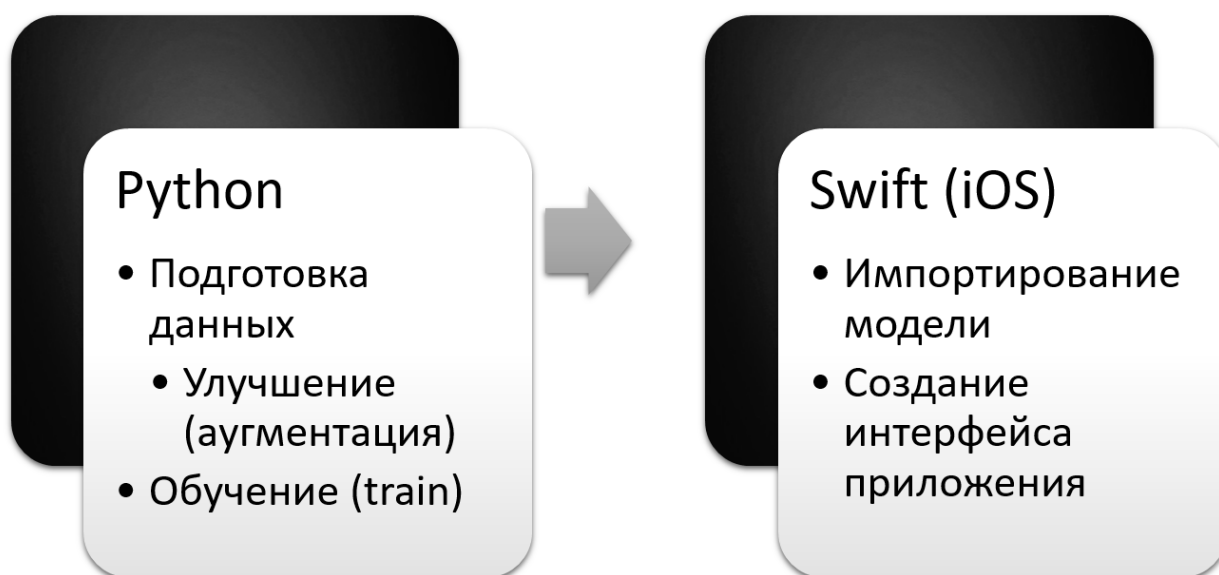 Python
• Подготовка
данных
• Улучшение
(аугментация)
• Обучение (train)
Swift (iOS)
• Импортирование
модели
• Создание
интерфейса
приложения